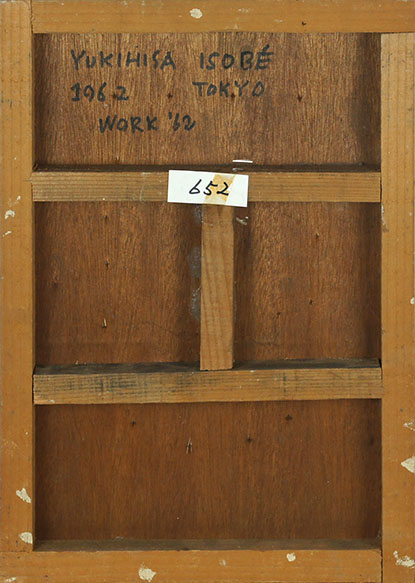 YUKIHISA ISOBÉ
1962 TOKYO
WORK '62
652